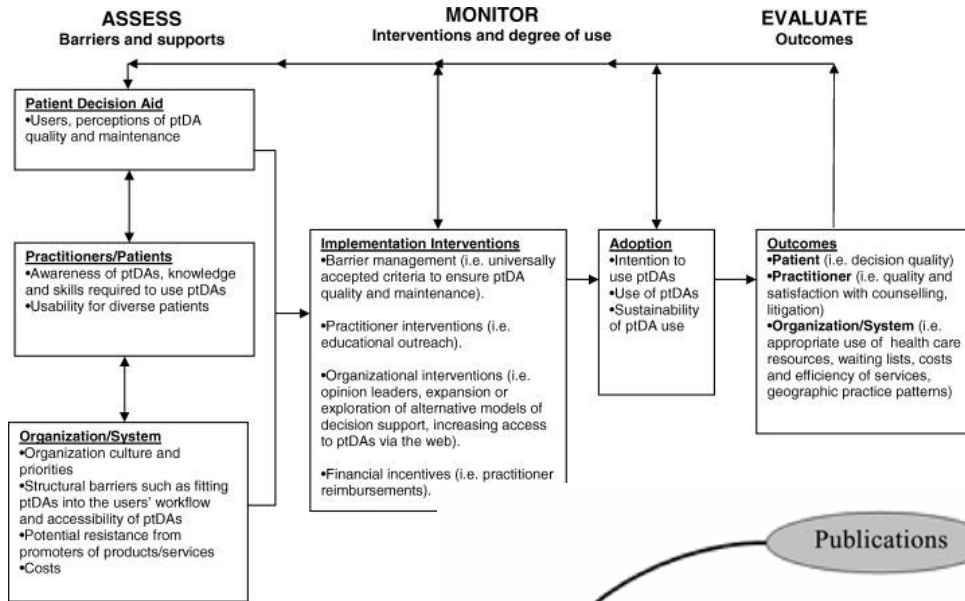 ASSESS
Barriers and supports
MONITOR
Interventions and degree of use
EVALUATE
Outcomes
Patient Decision Aid
•Users, perceptions of ptDA
quality and maintenance
Practitioners/Patients
•Awareness of ptDAs, knowledge
and skills required to use ptDAs
•Usability for diverse patients
Organization/System
•Organization culture and
priorities
•Structural barriers such as fitting
ptDAs into the users' workflow
and accessibility of ptDAs
•Potential resistance from
promoters of products/services
•Costs
Implementation Interventions
•Barrier management (i.e. universally
accepted criteria to ensure ptDA
quality and maintenance).
•Practitioner interventions (i.e.
educational outreach).
•Organizational interventions (i.e.
opinion leaders, expansion or
exploration of alternative models of
decision support, increasing access
to ptDAs via the web).
•Financial incentives (i.e. practitioner
reimbursements).
Adoption
•Intention to
use ptDAs
•Use of ptDAs
•Sustainability
of ptDA use
Outcomes
•Patient (i.e. decision quality)
•Practitioner (i.e. quality and
satisfaction with counselling,
litigation)
•Organization/System (i.e.
appropriate use of health care
resources, waiting lists, costs
and efficiency of services,
geographic practice patterns)
Publications